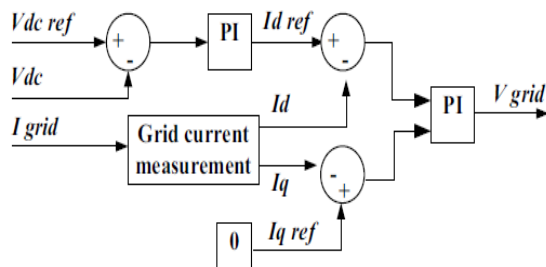 Vdc ref
+
-
PI
Id ref
+
-
Vdc
I grid
Grid current
measurement
Id
Iq
-
+
PI
V grid
0
Iq ref